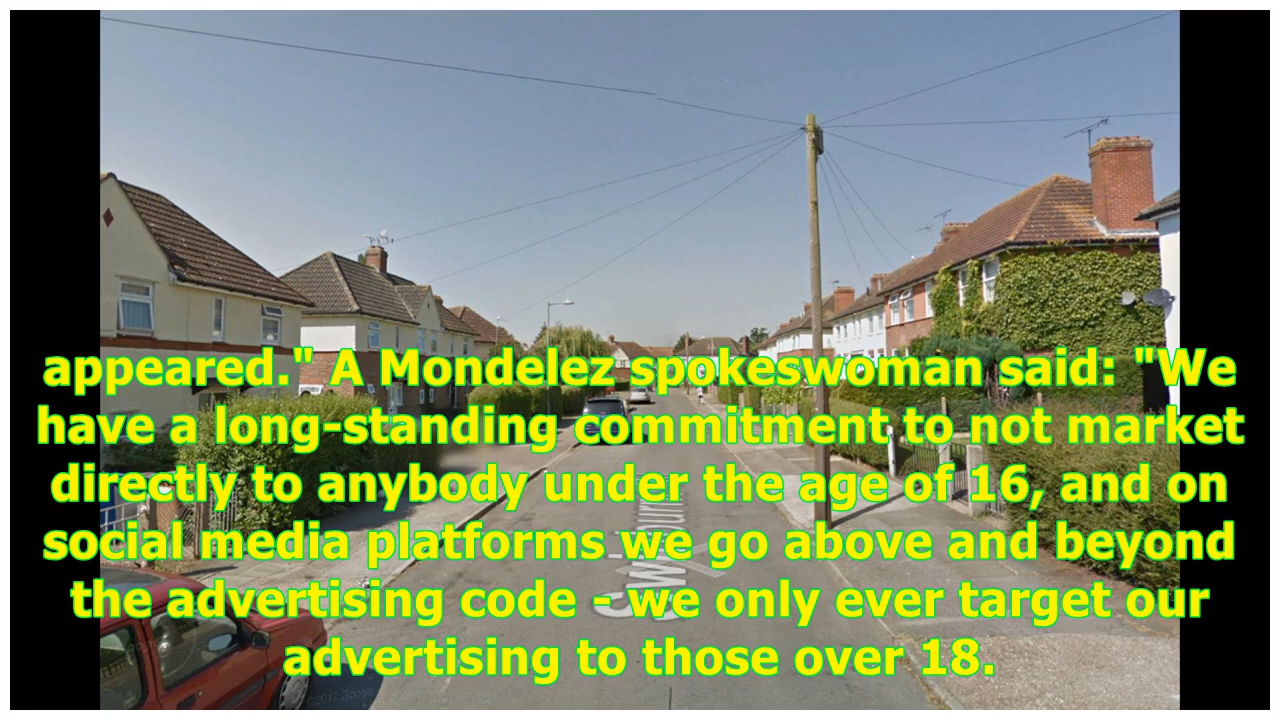 appeared." A Mondelez spokeswoman said: "We
have a long-standing commitment to not market
directly to anybody under the age of 16, and on
social media platforms we go above and beyond
the advertising code - we only ever target our
advertising to those over 18.
©2017 Google